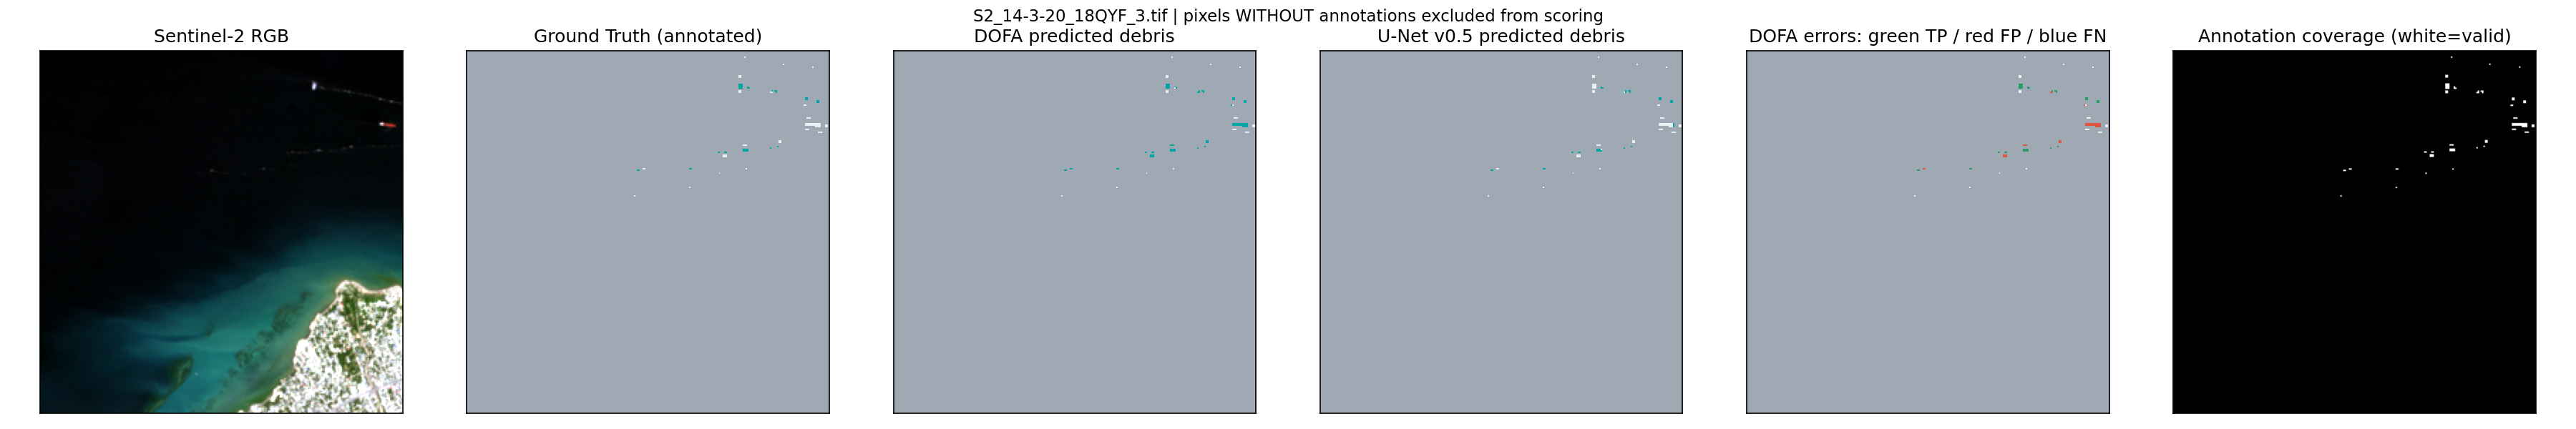 S2_14-3-20_18QYF_3.tif | pixels WITHOUT annotations excluded from scoring
Sentinel-2 RGB
Ground Truth (annotated)
DOFA predicted debris
U-Net v0.5 predicted debris
DOFA errors: green TP / red FP / blue FN
Annotation coverage (white=valid)